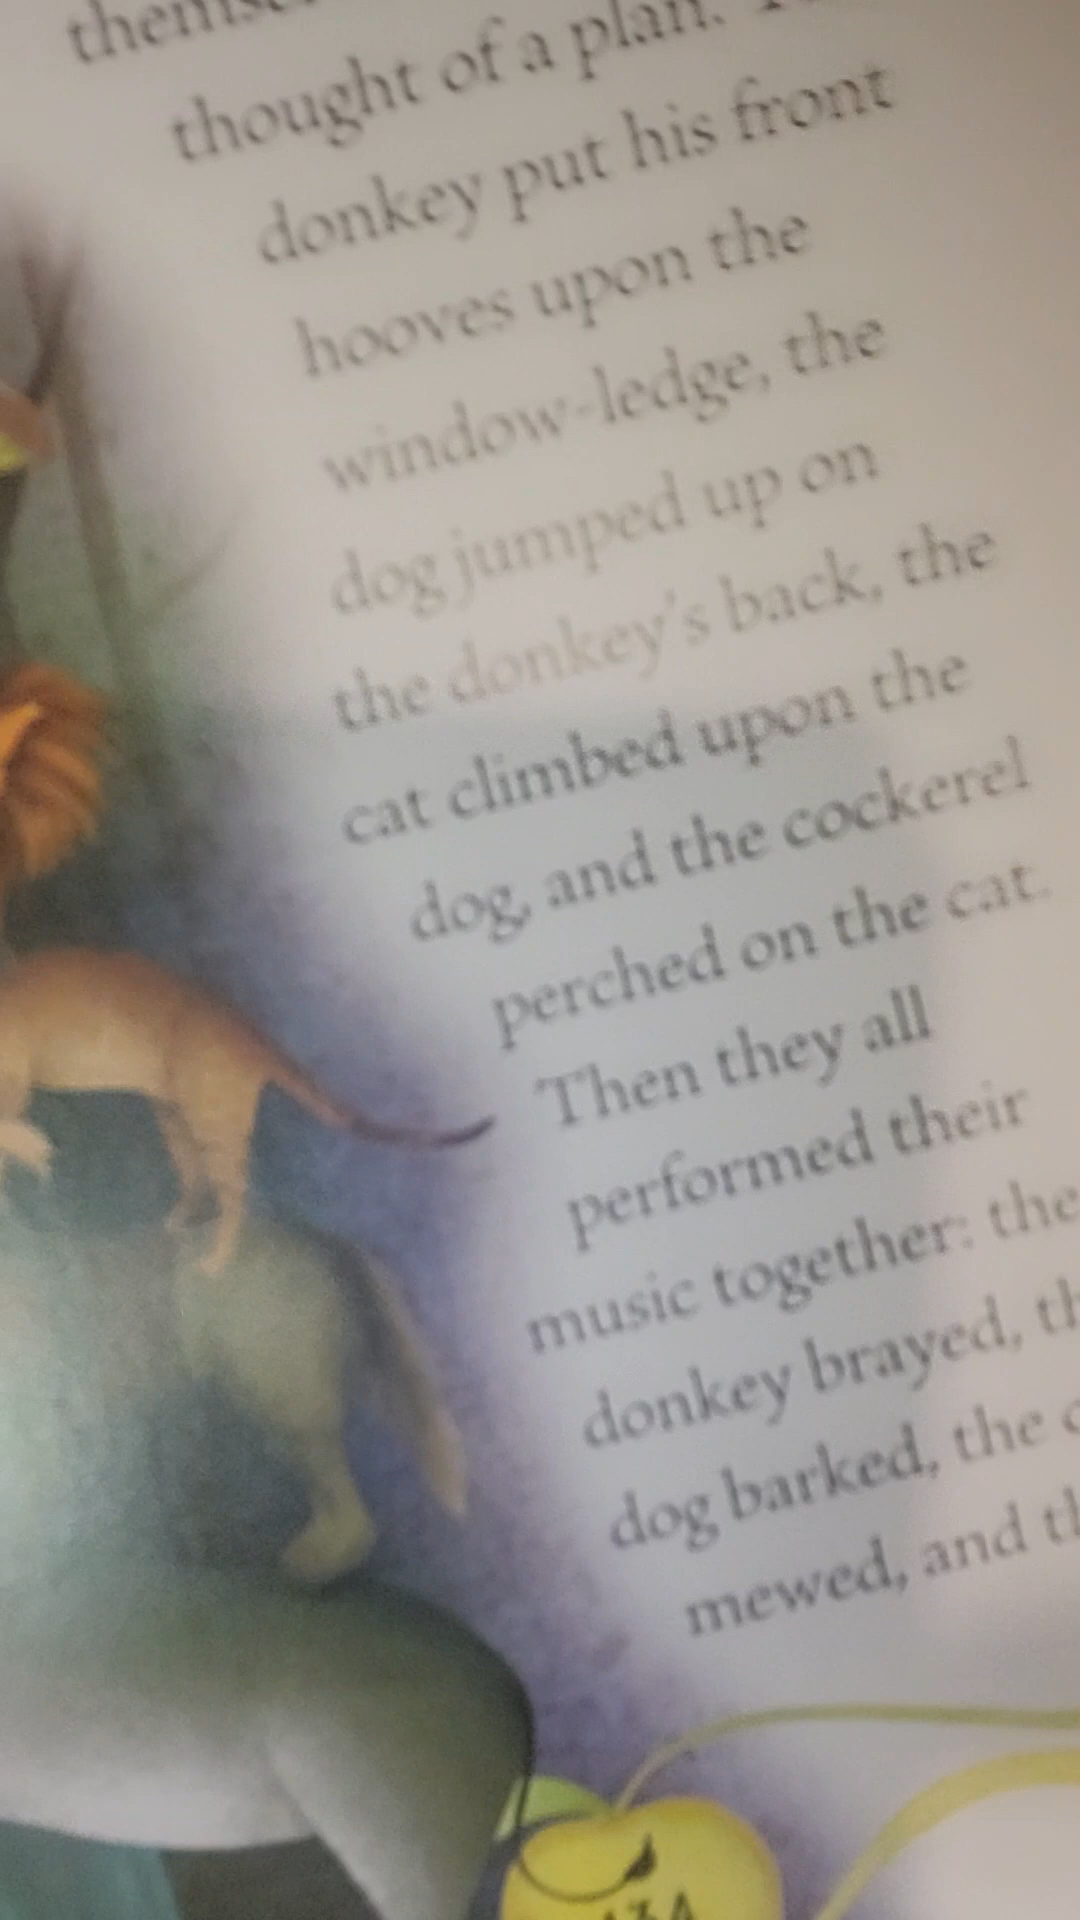 thought of a plan.
donkey put his front
hooves upon the
window-ledge, the
dog jumped up on
the donkey's back, the
cat climbed upon the
dog, and the cockerel
perched on the cat.
Then they all
performed their
music together: the
donkey brayed,
dog barked, the
mewed, and